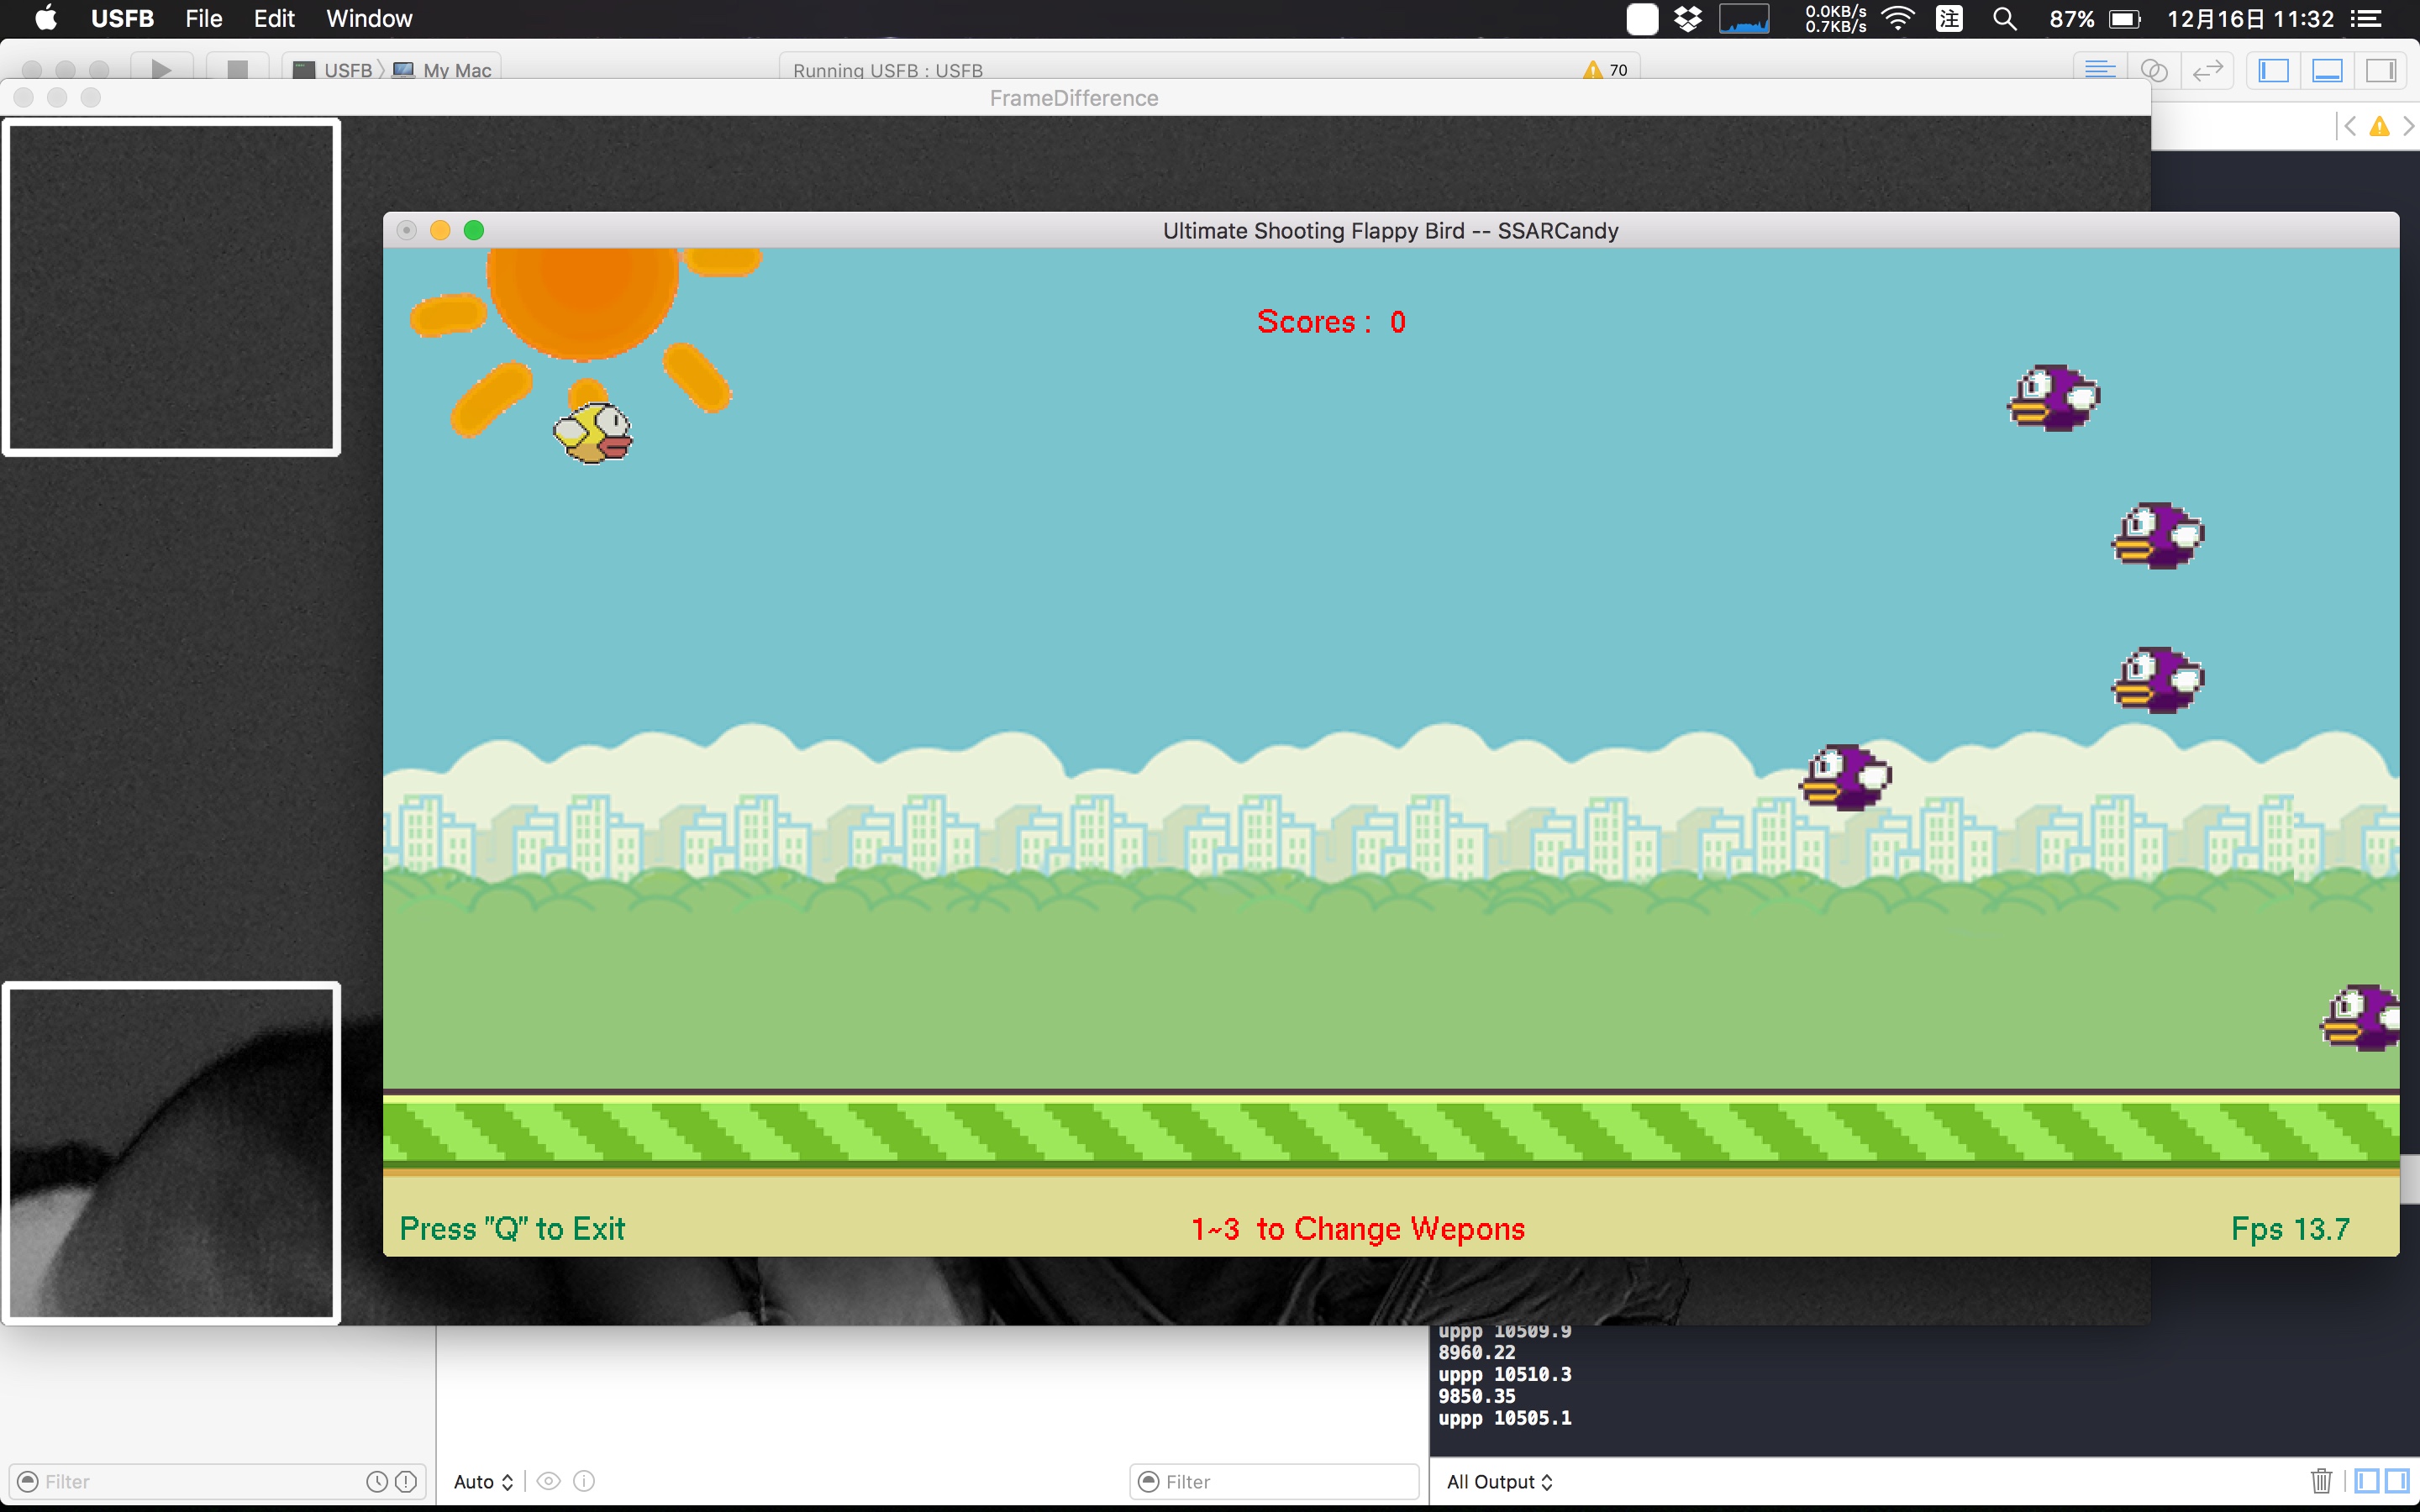 USFB File Edit Window
0.0KB/s
0.7KB/s
注
87%
12月16日 11:32
USFB My Mac
Running USFB : USFB
70
FrameDifference
Ultimate Shooting Flappy Bird -- SSARCandy
Scores : 0
Press "Q" to Exit
1~3 to Change Wepons
Fps 13.7
uppp 10509.9
8960.22
uppp 10510.3
9850.35
uppp 10505.1
Filter
Auto
Filter
All Output